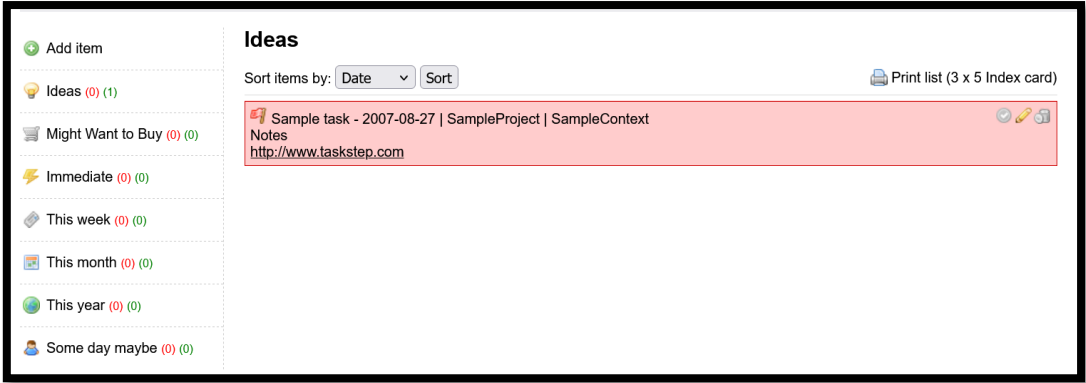 Add item
Ideas (0) (1)
Might Want to Buy (0) (0)
Immediate (0) (0)
This week (0) (0)
This month (0) (0)
This year (0) (0)
Some day maybe (0) (0)
Ideas
Sort items by: Date Sort
Print list (3 x 5 Index card)
Sample task - 2007-08-27 | SampleProject | SampleContext
Notes
http://www.taskstep.com